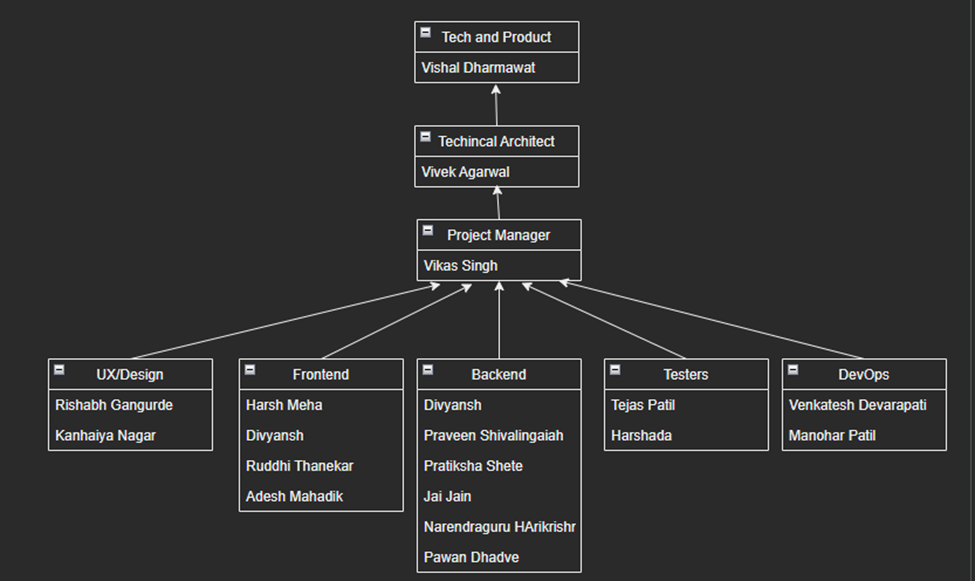 Tech and Product
Vishal Dharmawat
Techincal Architect
Vivek Agarwal
Project Manager
Vikas Singh
UX/Design
Rishabh Gangurde
Kanhaiya Nagar
Frontend
Harsh Meha
Divyansh
Ruddhi Thanekar
Adesh Mahadik
Backend
Divyansh
Praveen Shivalingaiah
Pratiksha Shete
Jai Jain
Narendraguru HArikrishr
Pawan Dhadve
Testers
Tejas Patil
Harshada
DevOps
Venkatesh Devarapati
Manohar Patil